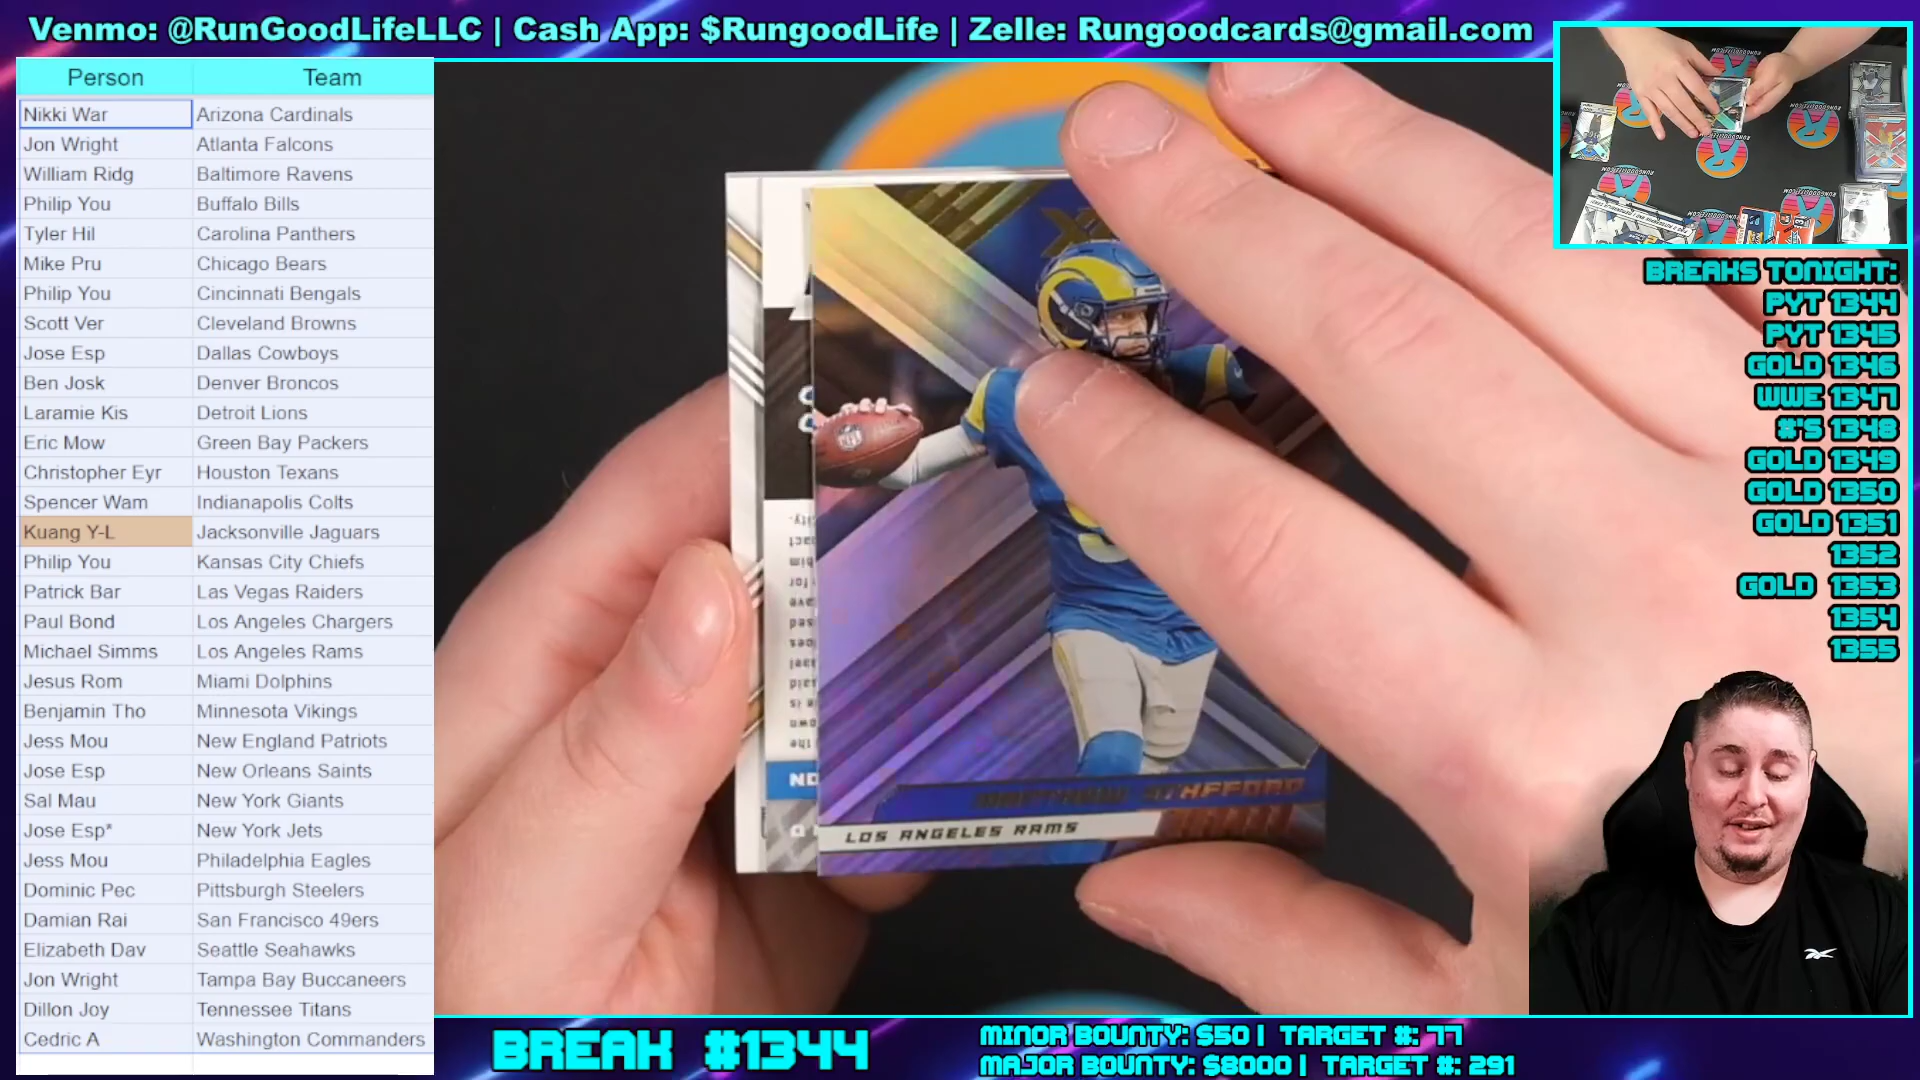 Venmo: @RunGoodLifeLLC | Cash App: $RungoodLife | Zelle: Rungoodcards@gmail.com
Person Team
Nikki War Arizona Cardinals
Jon Wright Atlanta Falcons
William Ridg Baltimore Ravens
Philip You Buffalo Bills
Tyler Hil Carolina Panthers
Mike Pru Chicago Bears
Philip You Cincinnati Bengals
Scott Ver Cleveland Browns
Jose Esp Dallas Cowboys
Ben Josk Denver Broncos
Laramie Kis Detroit Lions
Eric Mow Green Bay Packers
Christopher Eyr Houston Texans
Spencer Wam Indianapolis Colts
Kuang Y-L Jacksonville Jaguars
Philip You Kansas City Chiefs
Patrick Bar Las Vegas Raiders
Paul Bond Los Angeles Chargers
Michael Simms Los Angeles Rams
Jesus Rom Miami Dolphins
Benjamin Tho Minnesota Vikings
Jess Mou New England Patriots
Jose Esp New Orleans Saints
Sal Mau New York Giants
Jose Esp* New York Jets
Jess Mou Philadelphia Eagles
Dominic Pec Pittsburgh Steelers
Damian Rai San Francisco 49ers
Elizabeth Dav Seattle Seahawks
Jon Wright Tampa Bay Buccaneers
Dillon Joy Tennessee Titans
Cedric A Washington Commanders
MATTHEW STAFFORD
LOS ANGELES RAMS
BREAKS TONIGHT:
PYT 1344
PYT 1345
GOLD 1346
WWE 1347
#'S 1348
GOLD 1349
GOLD 1350
GOLD 1351
1352
GOLD 1353
1354
1355
BREAK #1344
MINOR BOUNTY: $50 | TARGET #: 77
MAJOR BOUNTY: $8000 | TARGET #: 291